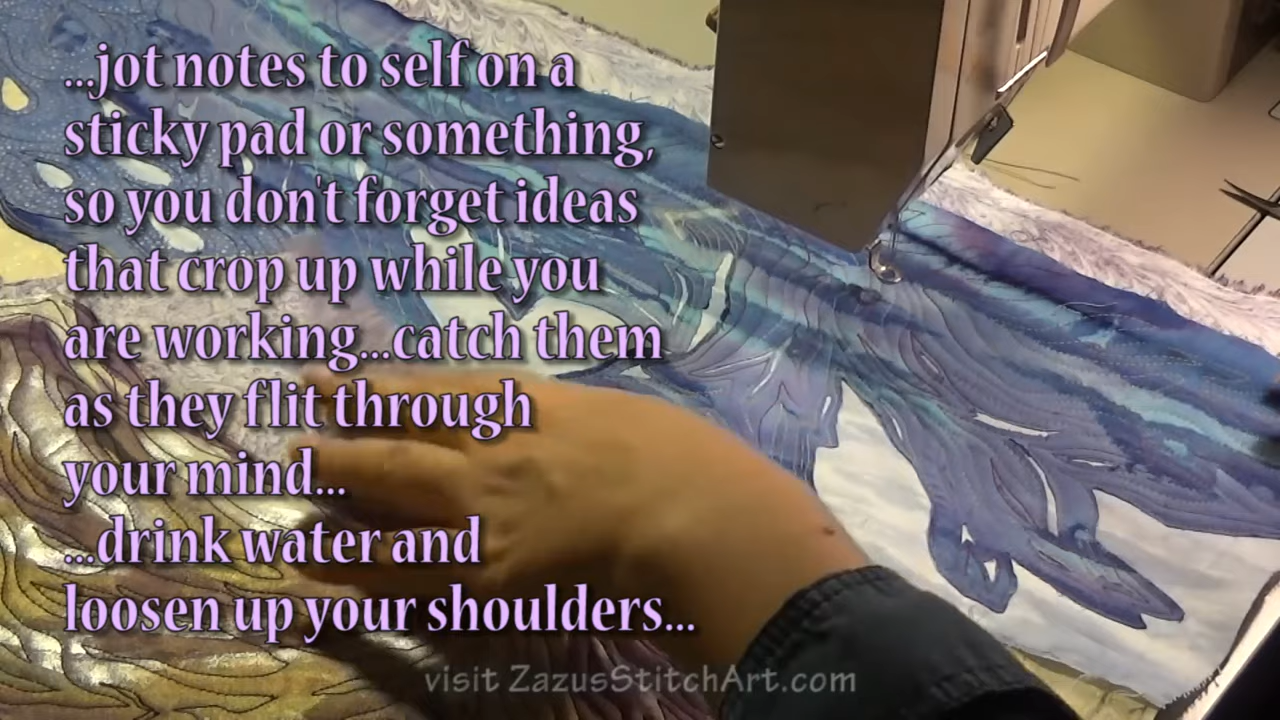 ...jot notes to self on a
sticky pad or something,
so you don't forget ideas
that crop up while you
are working...catch them
as they flit through
your mind...
...drink water and
loosen up your shoulders...
visit ZazusStitchArt.com